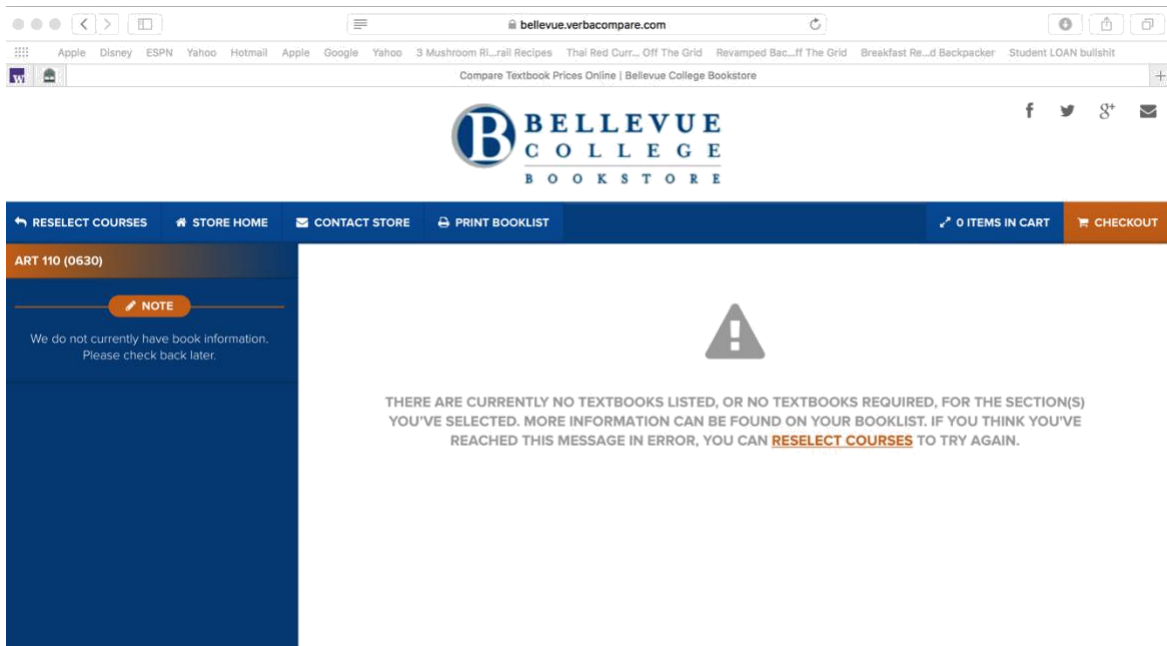 bellevue.verbacompare.com
Apple Disney ESPN Yahoo Hotmail Apple Google Yahoo 3 Mushroom Ri...rail Recipes Thai Red Curr... Off The Grid Revamped Bac...ff The Grid Breakfast Re...d Backpacker Student LOAN bullshit
W Compare Textbook Prices Online | Bellevue College Bookstore +
B BELLEVUE
COLLEGE
BOOKSTORE
f g+
RESELECT COURSES STORE HOME CONTACT STORE PRINT BOOKLIST 0 ITEMS IN CART CHECKOUT
ART 110 (0630)
NOTE
We do not currently have book information.
Please check back later.
THERE ARE CURRENTLY NO TEXTBOOKS LISTED, OR NO TEXTBOOKS REQUIRED, FOR THE SECTION(S)
YOU'VE SELECTED. MORE INFORMATION CAN BE FOUND ON YOUR BOOKLIST. IF YOU THINK YOU'VE
REACHED THIS MESSAGE IN ERROR, YOU CAN RESELECT COURSES TO TRY AGAIN.